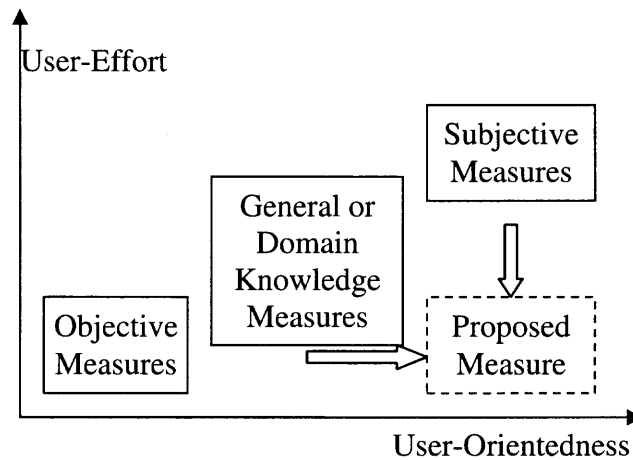 User-Effort
Subjective
Measures
General or
Domain
Knowledge
Measures
Objective
Measures
Proposed
Measure
User-Orientedness